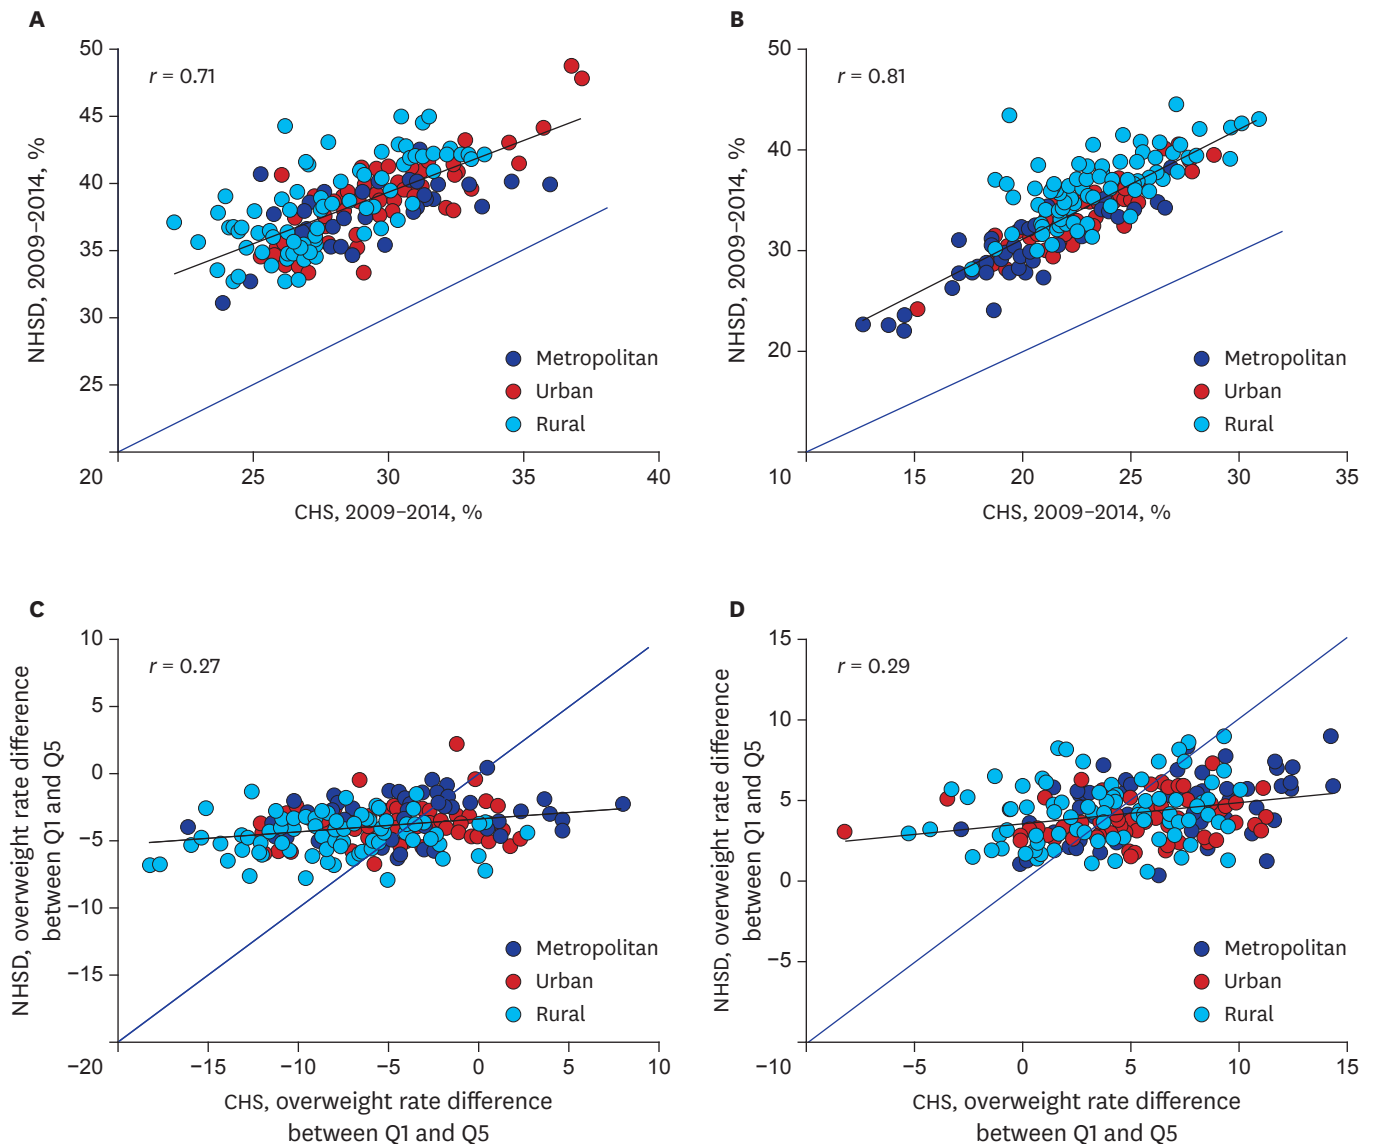 A
r = 0.71
50
45
40
35
30
25
20
25
30
35
40
NHSD, 2009–2014, %
CHS, 2009–2014, %
Metropolitan
Urban
Rural
B
r = 0.81
50
40
30
20
10
15
20
25
30
35
NHSD, 2009–2014, %
CHS, 2009–2014, %
Metropolitan
Urban
Rural
C
r = 0.27
10
5
0
−5
−10
−15
−20
−15
−10
−5
0
5
10
NHSD, overweight rate difference
between Q1 and Q5
CHS, overweight rate difference
between Q1 and Q5
Metropolitan
Urban
Rural
D
r = 0.29
15
10
5
0
−5
−10
−5
0
5
10
15
NHSD, overweight rate difference
between Q1 and Q5
CHS, overweight rate difference
between Q1 and Q5
Metropolitan
Urban
Rural